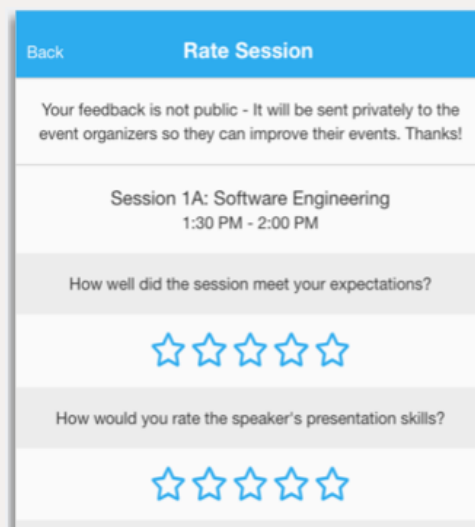 Back
Rate Session
Your feedback is not public - It will be sent privately to the
event organizers so they can improve their events. Thanks!
Session 1A: Software Engineering
1:30 PM - 2:00 PM
How well did the session meet your expectations?
How would you rate the speaker's presentation skills?